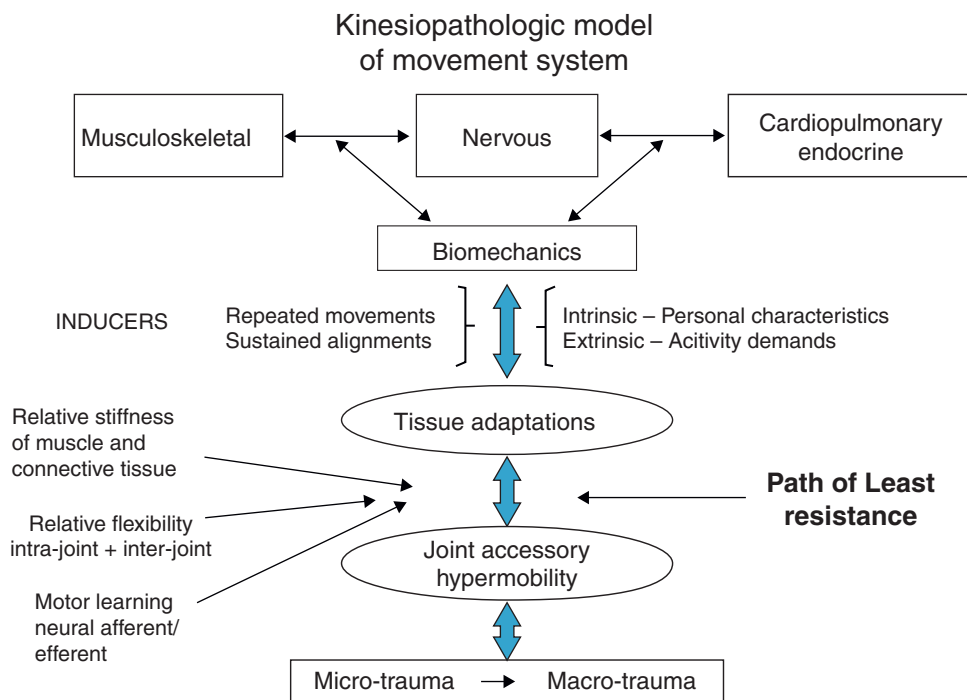 Kinesiopathologic model
of movement system
Musculoskeletal
Nervous
Cardiopulmonary
endocrine
Biomechanics
INDUCERS
Repeated movements
Sustained alignments
Intrinsic – Personal characteristics
Extrinsic – Acitivity demands
Tissue adaptations
Relative stiffness
of muscle and
connective tissue
Path of Least
resistance
Relative flexibility
intra-joint + inter-joint
Joint accessory
hypermobility
Motor learning
neural afferent/
efferent
Micro-trauma
Macro-trauma